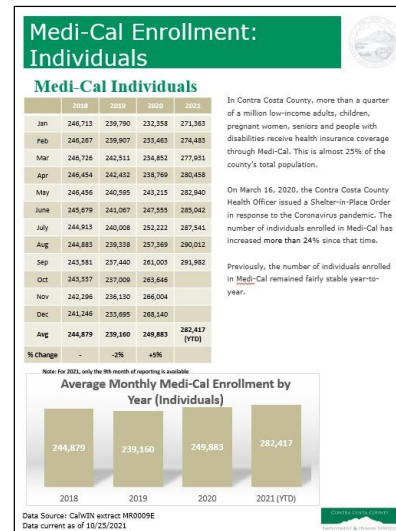 Medi-Cal Enrollment:
Individuals
Medi-Cal Individuals
2018 2019 2020 2021
Jan 246,713 239,790 232,358 271,363
Feb 246,267 239,907 233,463 274,483
Mar 246,726 242,511 234,852 277,931
Apr 246,454 242,432 238,769 280,458
May 246,456 240,595 243,215 282,940
June 245,679 241,067 247,555 285,042
July 244,913 240,008 252,222 287,541
Aug 244,883 239,338 257,369 290,012
Sep 243,581 237,440 261,003 291,982
Oct 243,337 237,009 263,646
Nov 242,296 236,130 266,004
Dec 241,246 233,695 268,140
Avg 244,879 239,160 249,883 282,417
(YTD)
% Change - -2% +5%
Note: For 2021, only the 9th month of reporting is available
In Contra Costa County, more than a quarter
of a million low-income adults, children,
pregnant women, seniors and people with
disabilities receive health insurance coverage
through Medi-Cal. This is almost 25% of the
county's total population.
On March 16, 2020, the Contra Costa County
Health Officer issued a Shelter-in-Place Order
in response to the Coronavirus pandemic. The
number of individuals enrolled in Medi-Cal has
increased more than 24% since that time.
Previously, the number of individuals enrolled
in Medi-Cal remained fairly stable year-to-
year.
Average Monthly Medi-Cal Enrollment by
Year (Individuals)
244,879 239,160 249,883 282,417
2018 2019 2020 2021 (YTD)
Data Source: CalWIN extract MR0009E
Data current as of 10/25/2021
CONTRA COSTA COUNTY
EMPLOYMENT & HUMAN SERVICES